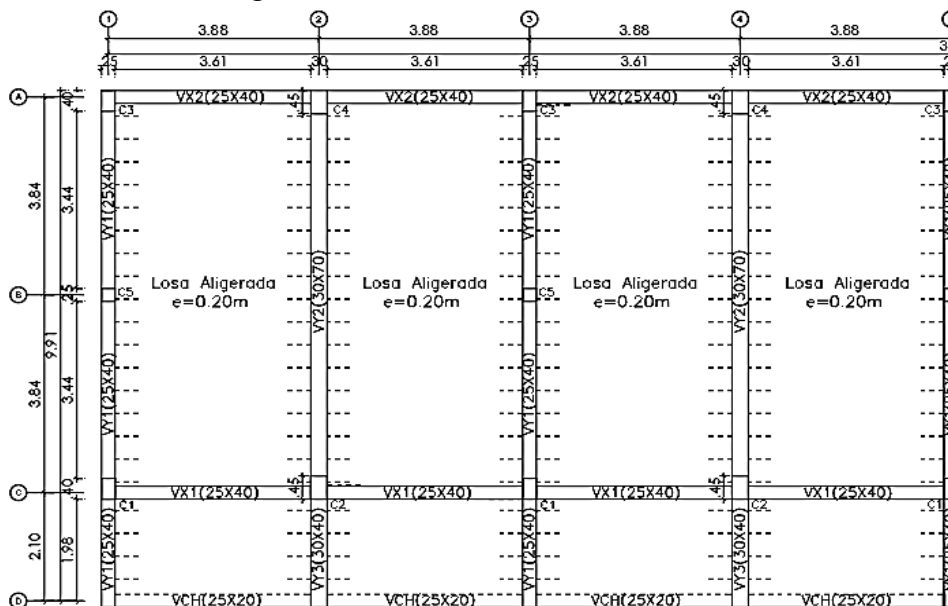 1 2 3 4
3.88 3.88 3.88 3.88
25 3.61 30 3.61 25 3.61 30 3.61
A 40 VX2(25X40) 45 VX2(25X40) VX2(25X40) 45 VX2(25X40)
C3 C4 C3 C4 C3
3.84 3.44 VY1(25X40) VY1(25X40)
VY2(30X70) VY2(30X70)
B 25 C5 C5
Losa Aligerada Losa Aligerada Losa Aligerada Losa Aligerada
e=0.20m e=0.20m e=0.20m e=0.20m
9.91
3.84 3.44 VY1(25X40) VY1(25X40)
C 40 VX1(25X40) 45 VX1(25X40) VX1(25X40) 45 VX1(25X40)
C1 C2 C1 C2 C1
2.10 1.98 VY1(25X40) VY3(30X40) VY1(25X40) VY3(30X40)
D VCH(25X20) VCH(25X20) VCH(25X20) VCH(25X20)